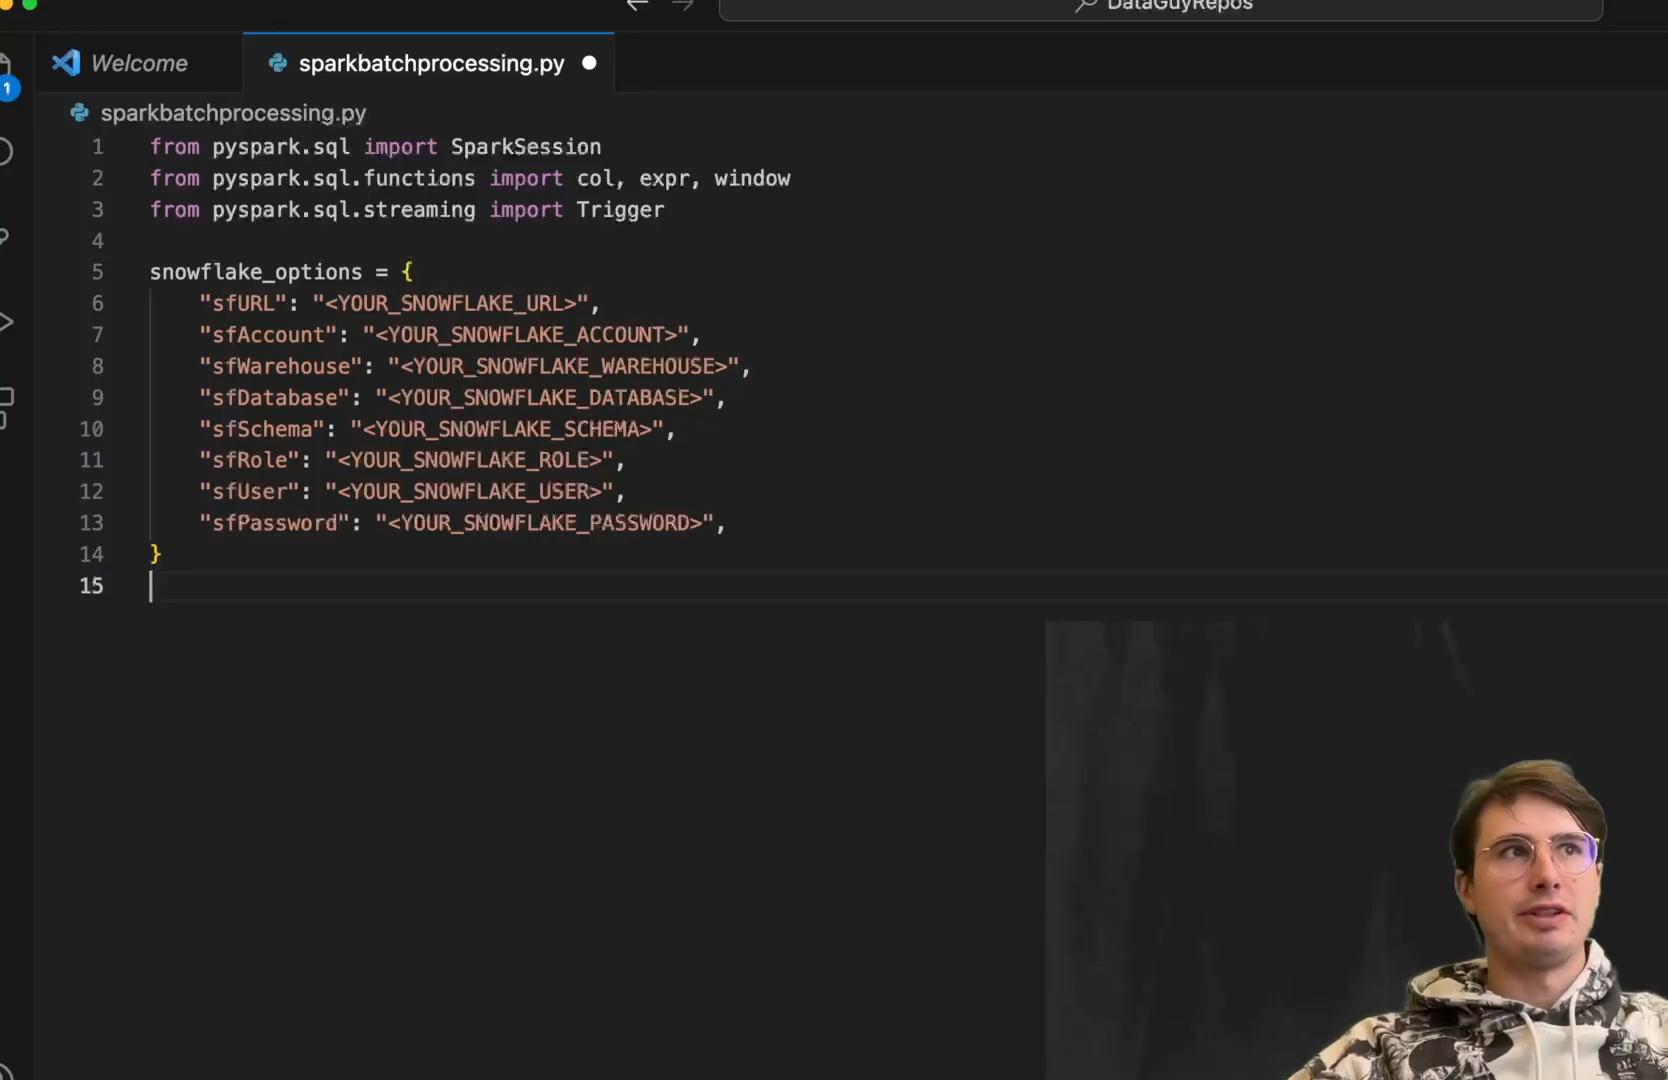 DataGuyRepos
Welcome
sparkbatchprocessing.py
1
sparkbatchprocessing.py
1 from pyspark.sql import SparkSession
2 from pyspark.sql.functions import col, expr, window
3 from pyspark.sql.streaming import Trigger
4
5 snowflake_options = {
6 "sfURL": "<YOUR_SNOWFLAKE_URL>",
7 "sfAccount": "<YOUR_SNOWFLAKE_ACCOUNT>",
8 "sfWarehouse": "<YOUR_SNOWFLAKE_WAREHOUSE>",
9 "sfDatabase": "<YOUR_SNOWFLAKE_DATABASE>",
10 "sfSchema": "<YOUR_SNOWFLAKE_SCHEMA>",
11 "sfRole": "<YOUR_SNOWFLAKE_ROLE>",
12 "sfUser": "<YOUR_SNOWFLAKE_USER>",
13 "sfPassword": "<YOUR_SNOWFLAKE_PASSWORD>",
14 }
15